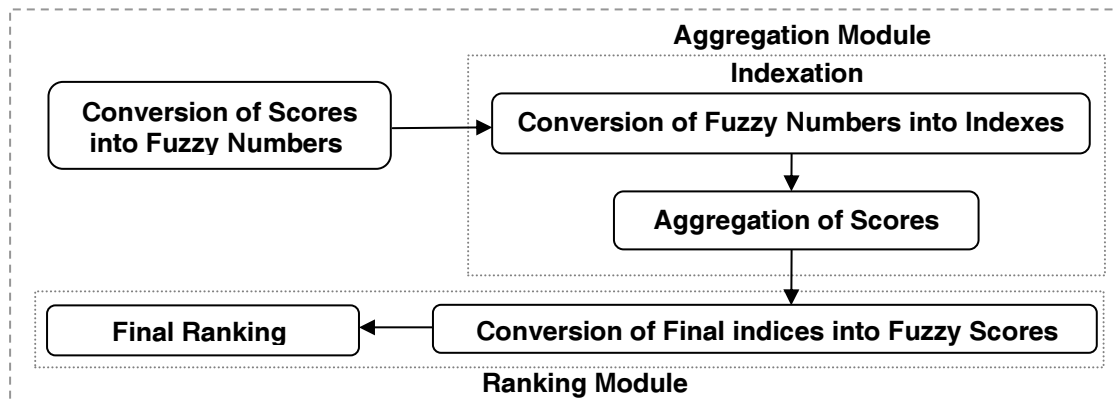 Aggregation Module
Indexation
Conversion of Scores
into Fuzzy Numbers
Conversion of Fuzzy Numbers into Indexes
Aggregation of Scores
Final Ranking
Conversion of Final indices into Fuzzy Scores
Ranking Module